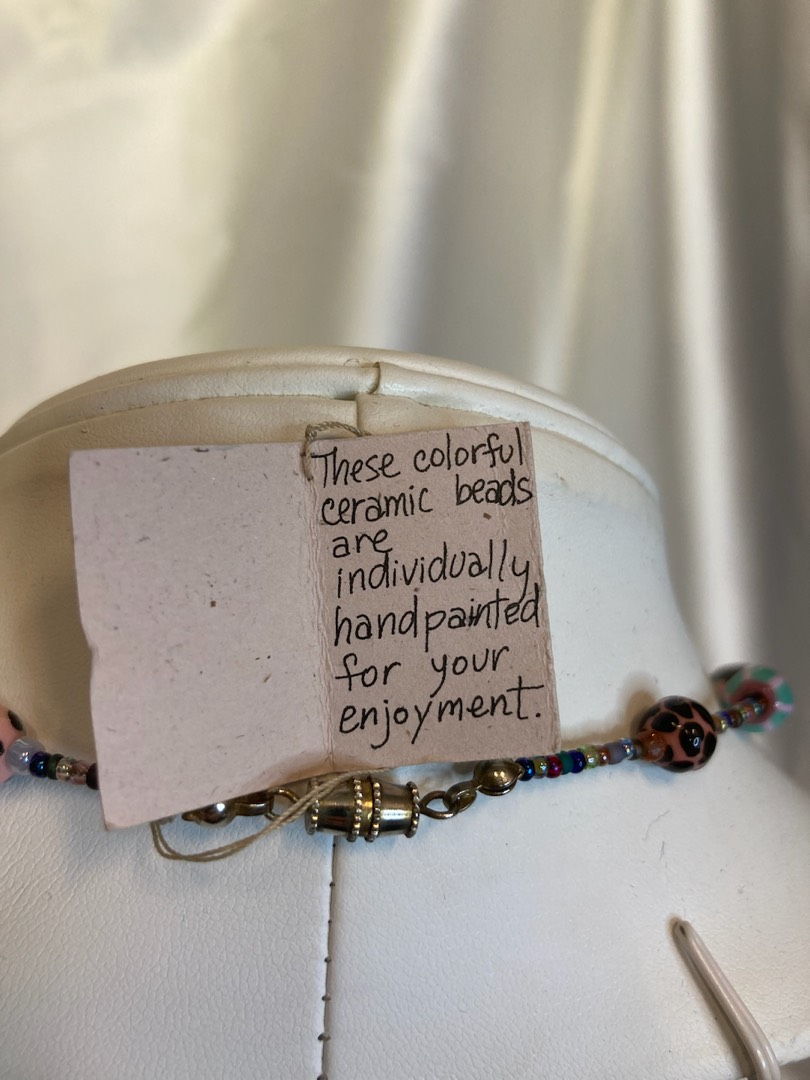 These colorful
ceramic beads
are
individually
handpainted
for your
enjoyment.